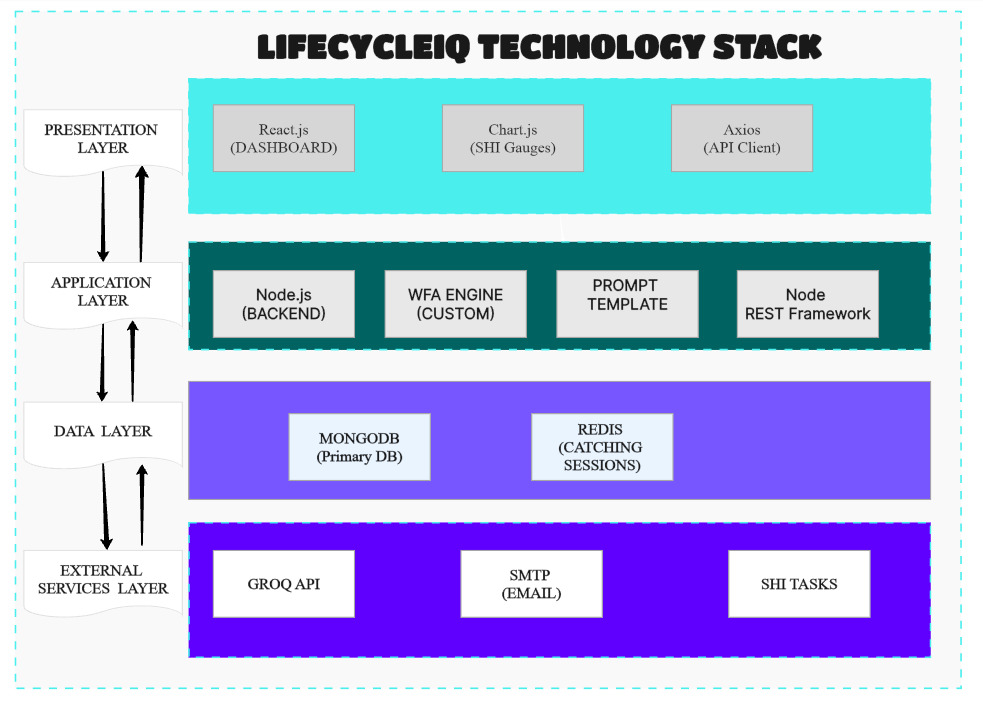 LIFECYCLEIQ TECHNOLOGY STACK
PRESENTATION
LAYER
React.js
(DASHBOARD)
Chart.js
(SHI Gauges)
Axios
(API Client)
APPLICATION
LAYER
Node.js
(BACKEND)
WFA ENGINE
(CUSTOM)
PROMPT
TEMPLATE
Node
REST Framework
DATA LAYER
MONGODB
(Primary DB)
REDIS
(CATCHING
SESSIONS)
EXTERNAL
SERVICES LAYER
GROQ API
SMTP
(EMAIL)
SHI TASKS